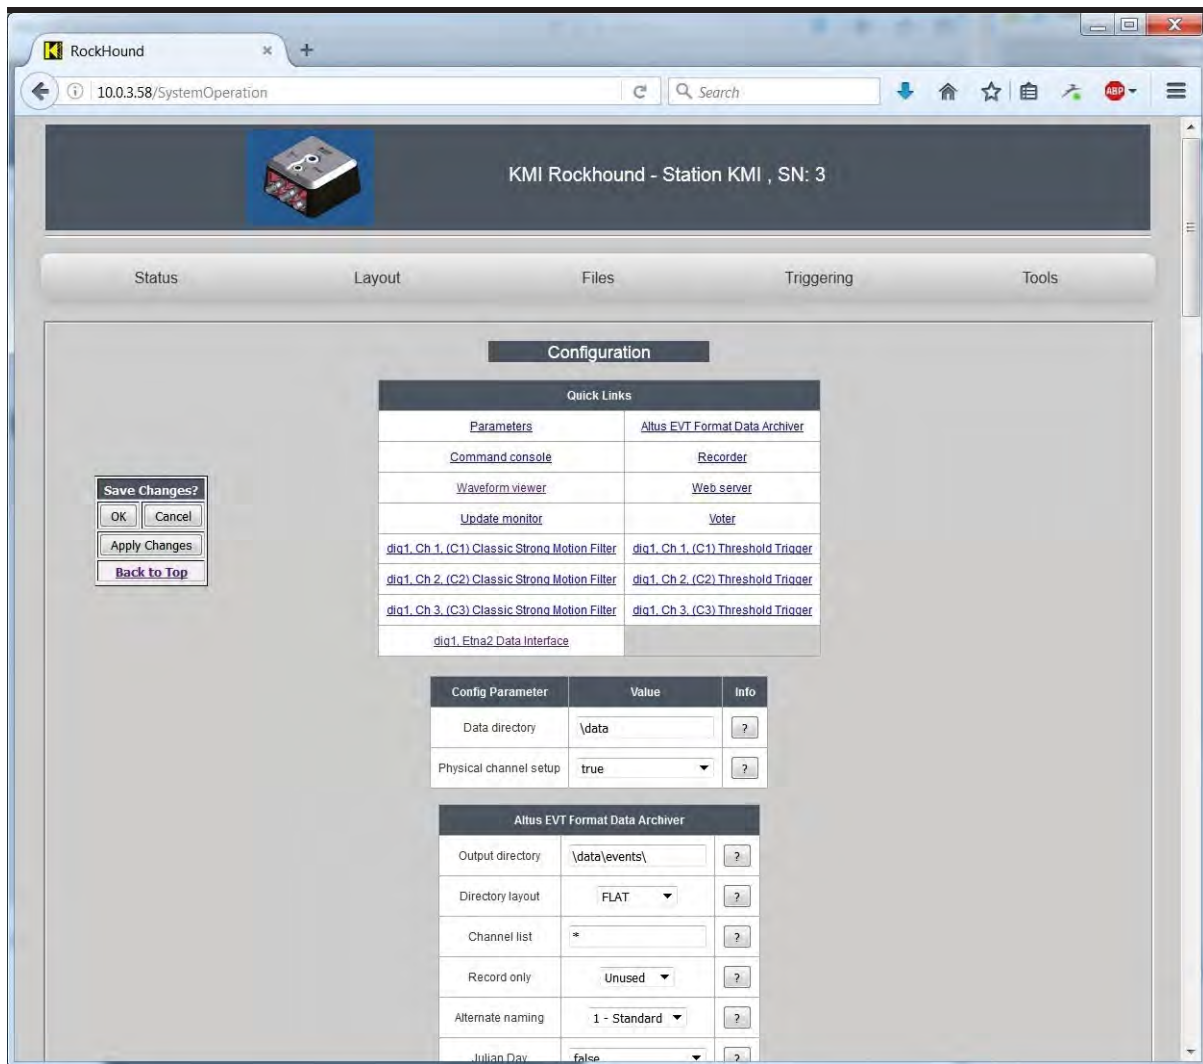 RockHound
10.0.3.58/SystemOperation
Search
ABP
KMI Rockhound - Station KMI , SN: 3
Status Layout Files Triggering Tools
Configuration
Quick Links
Parameters Altus EVT Format Data Archiver
Command console Recorder
Waveform viewer Web server
Update monitor Voter
dig1, Ch 1, (C1) Classic Strong Motion Filter dig1, Ch 1, (C1) Threshold Trigger
dig1, Ch 2, (C2) Classic Strong Motion Filter dig1, Ch 2, (C2) Threshold Trigger
dig1, Ch 3, (C3) Classic Strong Motion Filter dig1, Ch 3, (C3) Threshold Trigger
dig1, Etna2 Data Interface
Save Changes?
OK Cancel
Apply Changes
Back to Top
Config Parameter Value Info
Data directory \data ?
Physical channel setup true ?
Altus EVT Format Data Archiver
Output directory \data\events\ ?
Directory layout FLAT ?
Channel list * ?
Record only Unused ?
Alternate naming 1 - Standard ?
Julian Day false ?